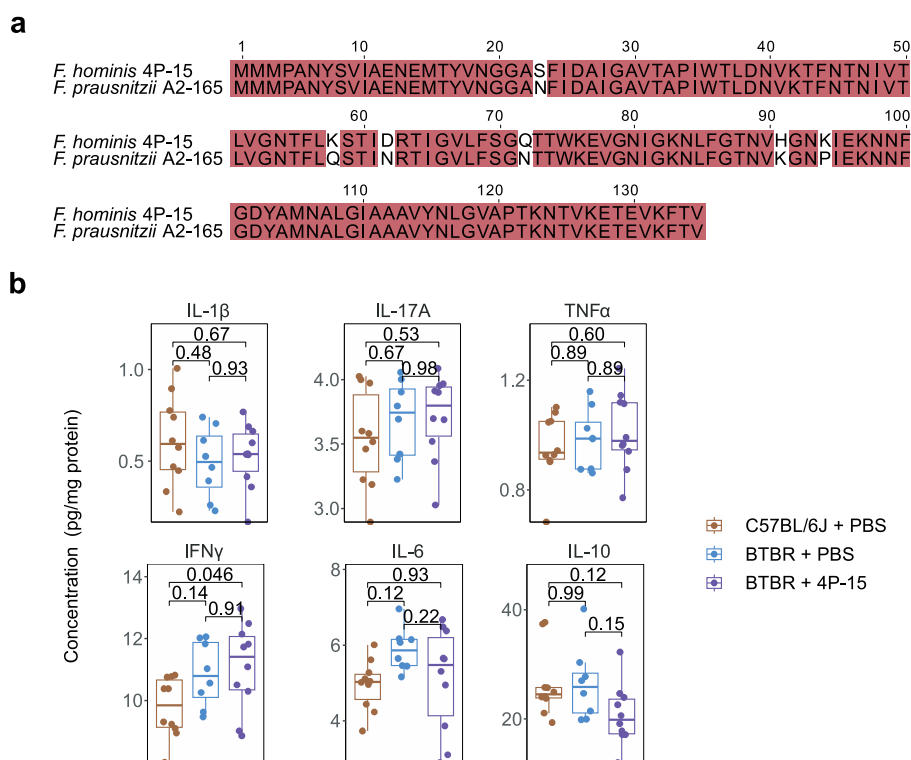 a
1 10 20 30 40 50
F. hominis 4P-15 MMMPANYSVIAENEMTYVNGGASFIDAIGAVTAPIWTLDNVKTFNTNIVT
F. prausnitzii A2-165 MMMPANYSVIAENEMTYVNGGANFIDAIGAVTAPIWTLDNVKTFNTNIVT
60 70 80 90 100
F. hominis 4P-15 LVGNTFLKSTIDRTIGVLFSGQTTWKEVGNIGKNLFGTNVHGNKIEKNNF
F. prausnitzii A2-165 LVGNTFLQSTINRTIGVLFSGNTTWKEVGNIGKNLFGTNVKGNPIEKNNF
110 120 130
F. hominis 4P-15 GDYAMNALGIAAAVYNLGVAPTKNTVKETEVKFTV
F. prausnitzii A2-165 GDYAMNALGIAAAVYNLGVAPTKNTVKETEVKFTV
b
Concentration (pg/mg protein)
IL-1β
0.67
0.48
0.93
1.0
0.5
IL-17A
0.53
0.67
0.98
4.0
3.5
3.0
TNFα
0.60
0.89
0.89
1.2
0.8
IFNγ
0.046
0.14
0.91
14
12
10
IL-6
0.93
0.12
0.22
8
6
4
IL-10
0.12
0.99
0.15
40
20
C57BL/6J + PBS
BTBR + PBS
BTBR + 4P-15